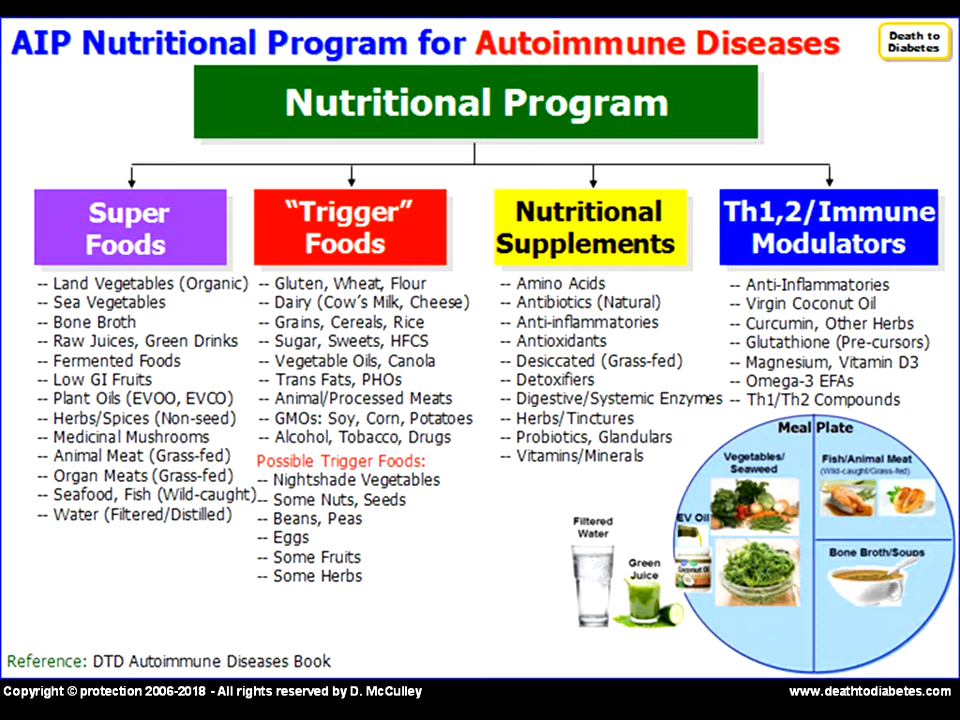 AIP Nutritional Program for Autoimmune Diseases
Death to
Diabetes
Nutritional Program
Super
Foods
-- Land Vegetables (Organic)
-- Sea Vegetables
-- Bone Broth
-- Raw Juices, Green Drinks
-- Fermented Foods
-- Low GI Fruits
-- Plant Oils (EVOO, EVCO)
-- Herbs/Spices (Non-seed)
-- Medicinal Mushrooms
-- Animal Meat (Grass-fed)
-- Organ Meats (Grass-fed)
-- Seafood, Fish (Wild-caught)
-- Water (Filtered/Distilled)
“Trigger”
Foods
-- Gluten, Wheat, Flour
-- Dairy (Cow’s Milk, Cheese)
-- Grains, Cereals, Rice
-- Sugar, Sweets, HFCS
-- Vegetable Oils, Canola
-- Trans Fats, PHOs
-- Animal/Processed Meats
-- GMOs: Soy, Corn, Potatoes
-- Alcohol, Tobacco, Drugs
Possible Trigger Foods:
-- Nightshade Vegetables
-- Some Nuts, Seeds
-- Beans, Peas
-- Eggs
-- Some Fruits
-- Some Herbs
Nutritional
Supplements
-- Amino Acids
-- Antibiotics (Natural)
-- Anti-inflammatories
-- Antioxidants
-- Desiccated (Grass-fed)
-- Detoxifiers
-- Digestive/Systemic Enzymes
-- Herbs/Tinctures
-- Probiotics, Glandulars
-- Vitamins/Minerals
Th1,2/Immune
Modulators
-- Anti-Inflammatories
-- Virgin Coconut Oil
-- Curcumin, Other Herbs
-- Glutathione (Pre-cursors)
-- Magnesium, Vitamin D3
-- Omega-3 EFAs
-- Th1/Th2 Compounds
Meal Plate
Vegetables/
Seaweed
Fish/Animal Meat
(Wild-caught/Grass-fed)
EV Oil
Coconut Oil
Bone Broth/Soups
Filtered
Water
Green
Juice
Reference: DTD Autoimmune Diseases Book
Copyright © protection 2006-2018 - All rights reserved by D. McCulley
www.deathtodiabetes.com